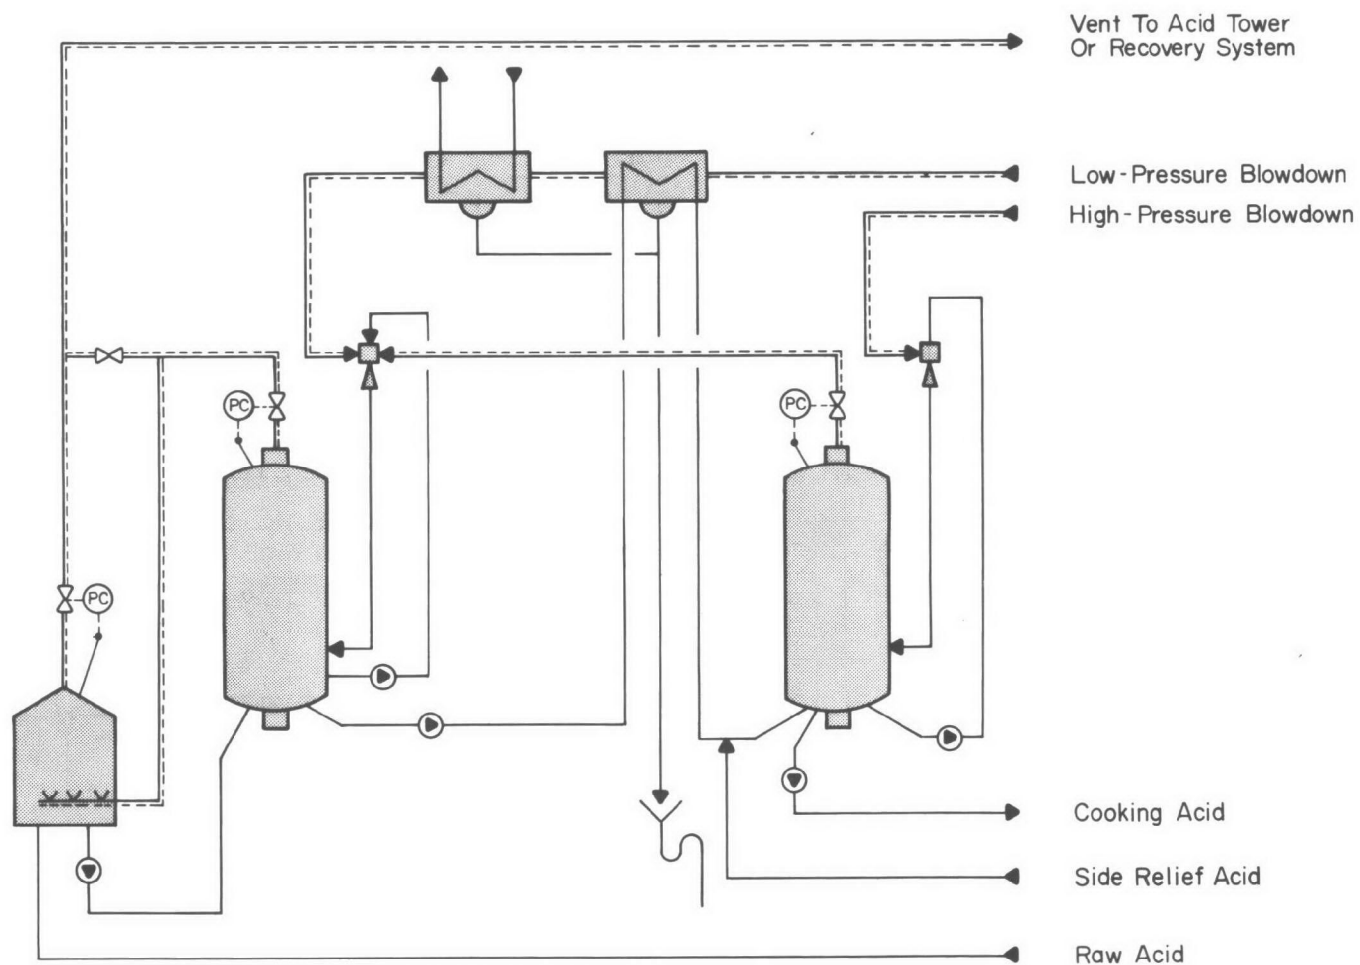 Vent To Acid Tower
Or Recovery System
Low-Pressure Blowdown
High-Pressure Blowdown
PC
PC
PC
Cooking Acid
Side Relief Acid
Raw Acid